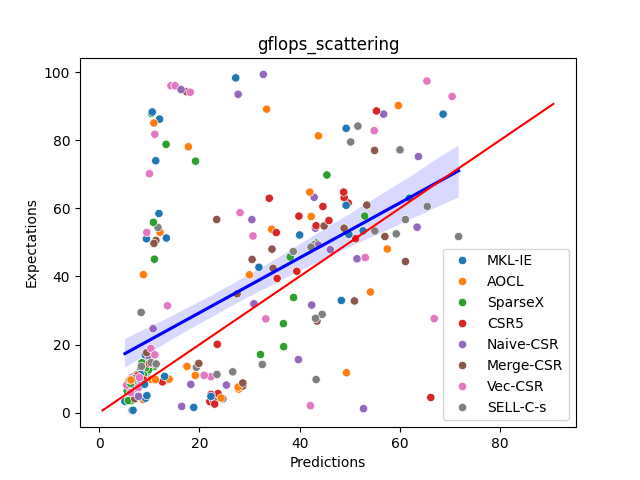 gflops_scattering
100
80
60
40
20
0
Expectations
0
20
40
60
80
Predictions
MKL-IE
AOCL
SparseX
CSR5
Naive-CSR
Merge-CSR
Vec-CSR
SELL-C-s